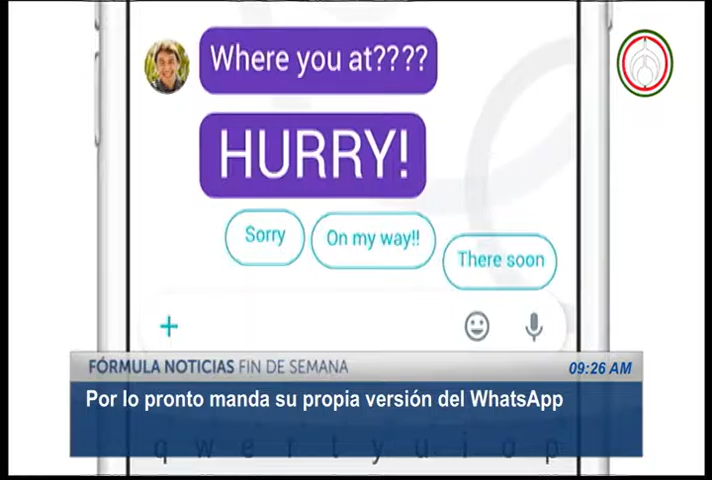 Where you at????
HURRY!
Sorry
On my way!!
There soon
FÓRMULA NOTICIAS FIN DE SEMANA
09:26 AM
Por lo pronto manda su propia versión del WhatsApp
q w e r t y u i o p